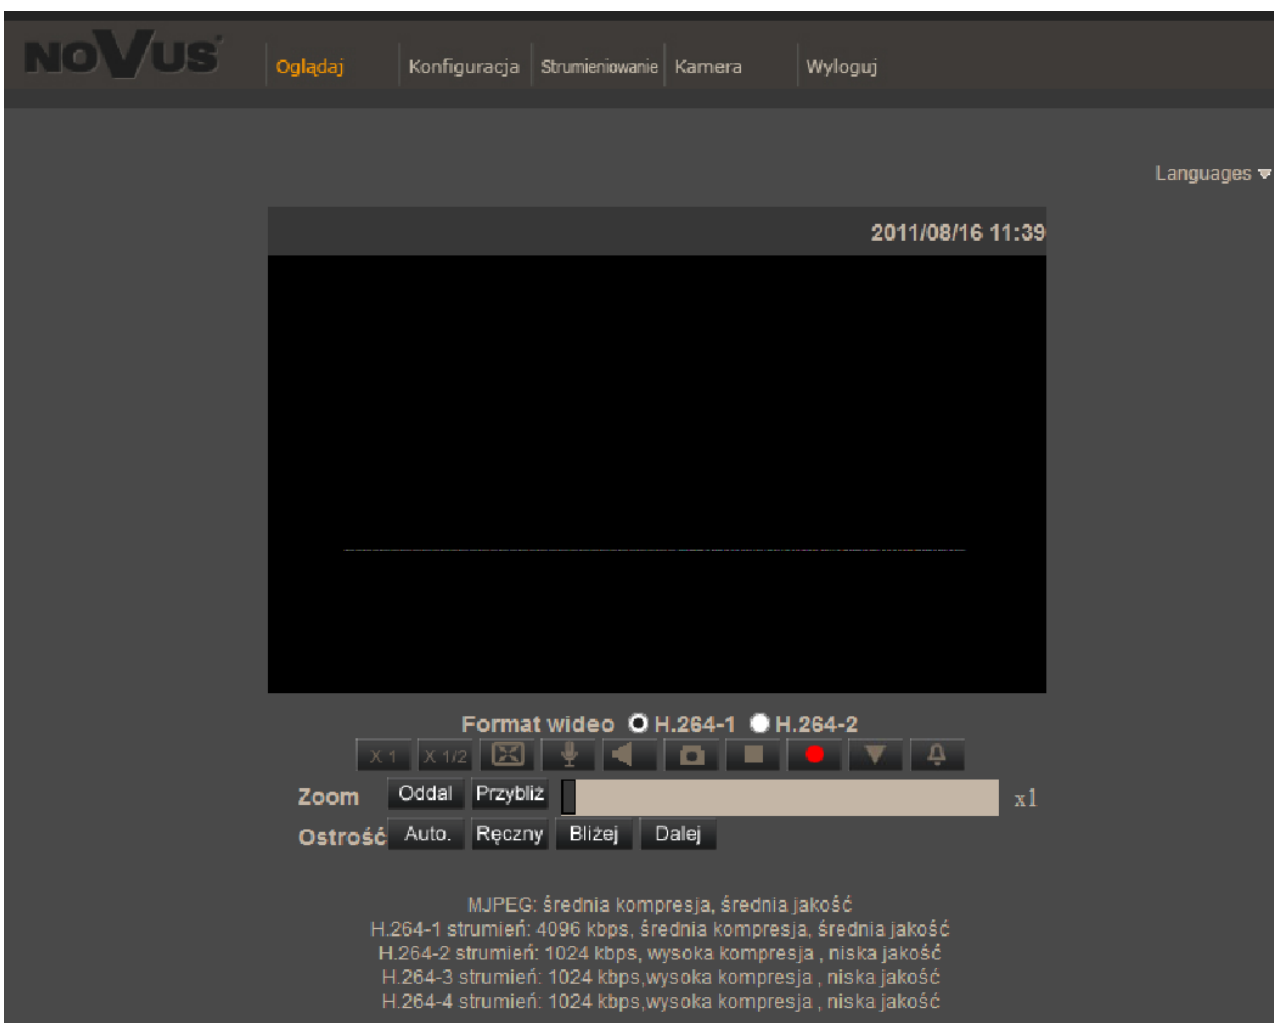 NOVUS
Oglądaj Konfiguracja Strumieniowanie Kamera Wyloguj
Languages
2011/08/16 11:39
Format wideo H.264-1 H.264-2
X 1 X 1/2
Zoom Oddal Przybliż x1
Ostrość Auto. Ręczny Bliżej Dalej
MJPEG: średnia kompresja, średnia jakość
H.264-1 strumień: 4096 kbps, średnia kompresja, średnia jakość
H.264-2 strumień: 1024 kbps, wysoka kompresja , niska jakość
H.264-3 strumień: 1024 kbps,wysoka kompresja , niska jakość
H.264-4 strumień: 1024 kbps,wysoka kompresja , niska jakość